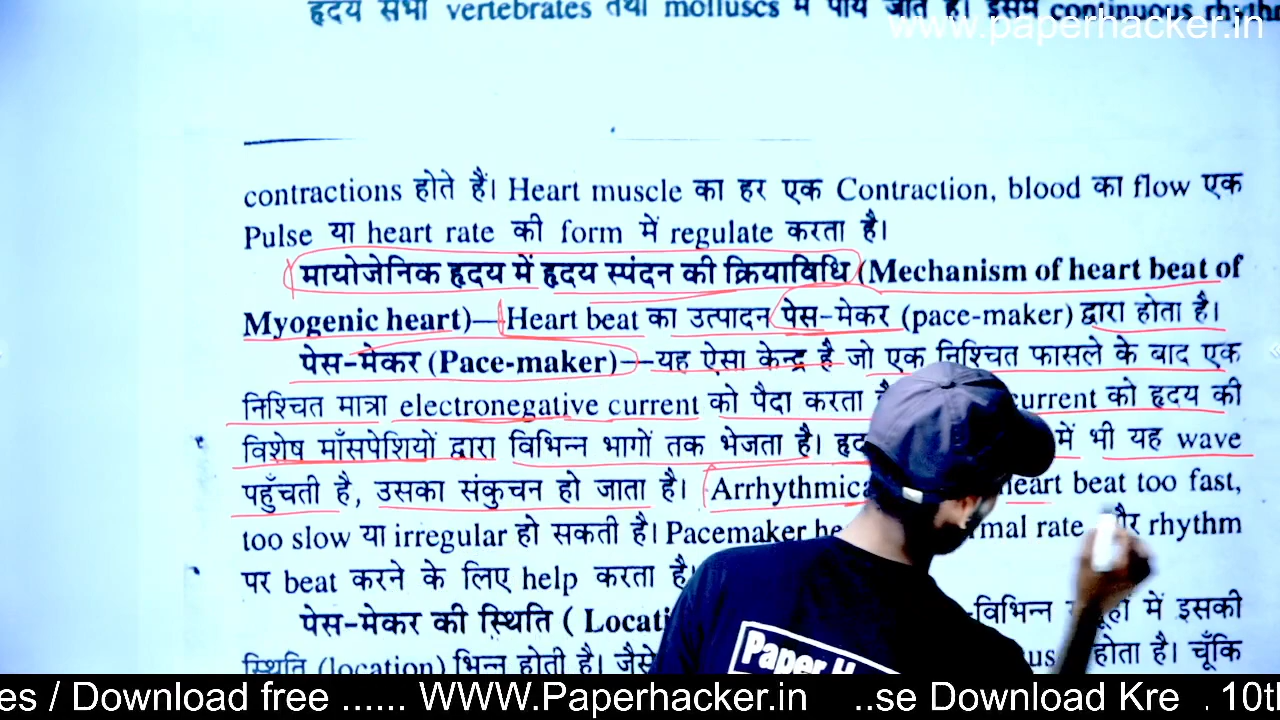 हृदय सभी vertebrates तथा molluscs में पाये जाते हैं। इसमें continuous
www.paperhacker.in
contractions होते हैं। Heart muscle का हर एक Contraction, blood का flow एक
Pulse या heart rate की form में regulate करता है।
मायोजेनिक हृदय में हृदय स्पंदन की क्रियाविधि (Mechanism of heart beat of
Myogenic heart)—Heart beat का उत्पादन पेस-मेकर (pace-maker) द्वारा होता है।
पेस-मेकर (Pace-maker)—यह ऐसा केन्द्र है जो एक निश्चित फासले के बाद एक
निश्चित मात्रा electronegative current को पैदा करता current को हृदय की
विशेष माँसपेशियों द्वारा विभिन्न भागों तक भेजता है। में भी यह wave
पहुँचती है, उसका संकुचन हो जाता है। heart beat too fast,
too slow या irregular हो सकती है। Pacemaker rate और rhythm
पर beat करने के लिए help करता है
पेस-मेकर की स्थिति ( -विभिन्न में इसकी
स्थिति (location) भिन्न होती है। जैसे होता है। चूँकि
Paper
es / Download free ...... WWW.Paperhacker.in ..se Download Kre . 10th